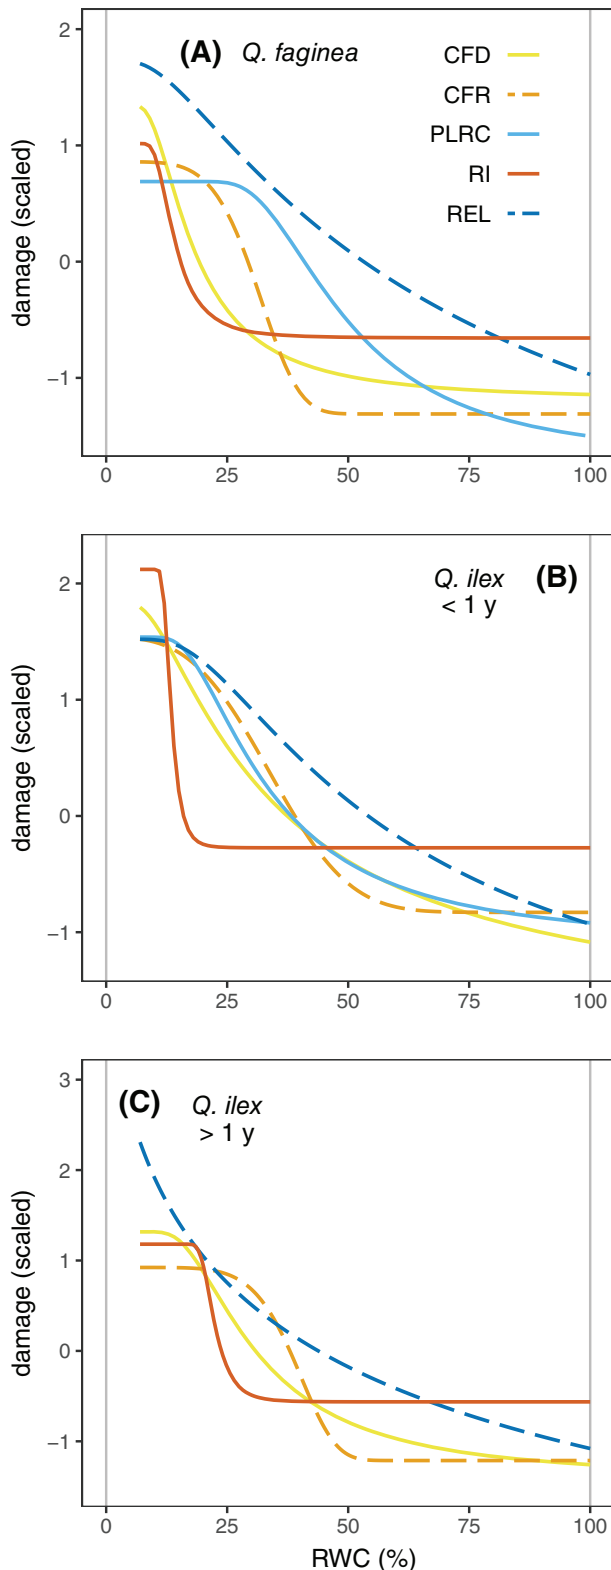 (A) Q. faginea
CFD
CFR
PLRC
RI
REL
damage (scaled)
2
1
0
−1
0 25 50 75 100
Q. ilex (B)
< 1 y
damage (scaled)
2
1
0
−1
0 25 50 75 100
(C) Q. ilex
> 1 y
damage (scaled)
3
2
1
0
−1
0 25 50 75 100
RWC (%)